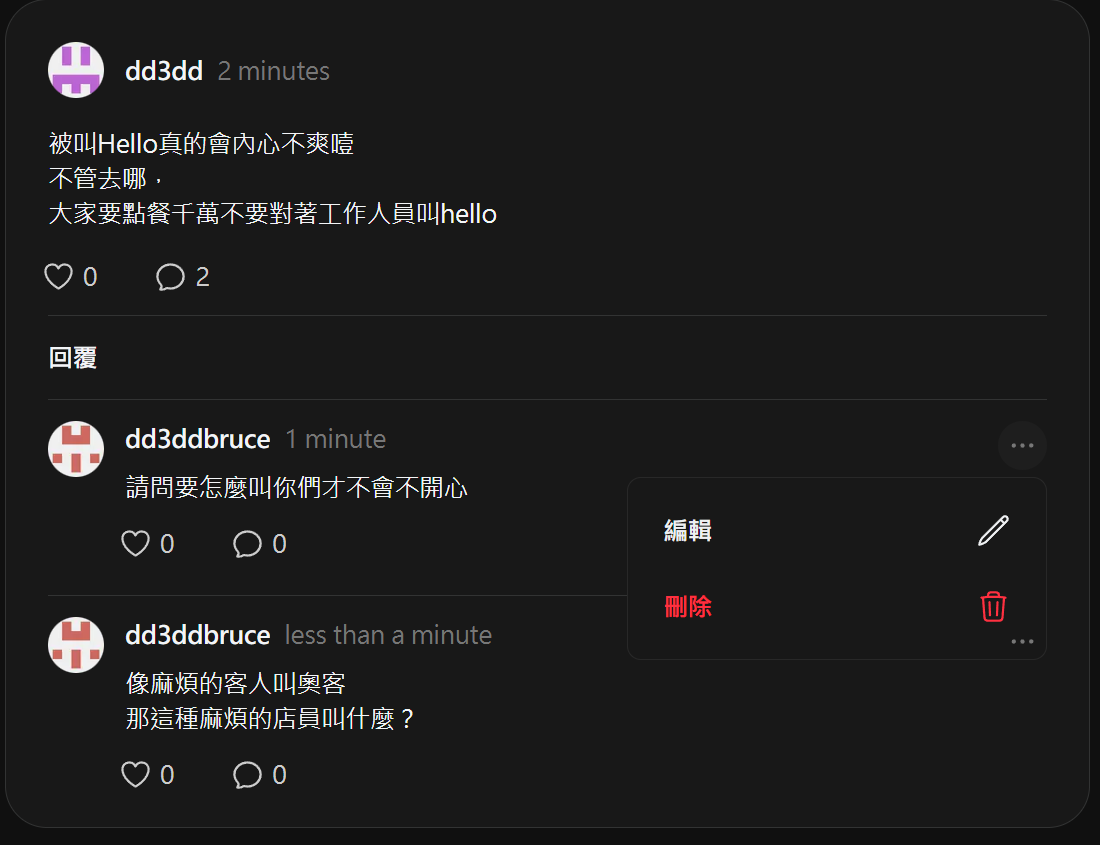 dd3dd 2 minutes
被叫Hello真的會內心不爽噎
不管去哪，
大家要點餐千萬不要對著工作人員叫hello
0 2
回覆
dd3ddbruce 1 minute
請問要怎麼叫你們才不會不開心
0 0
編輯
刪除
dd3ddbruce less than a minute
像麻煩的客人叫奧客
那這種麻煩的店員叫什麼？
0 0